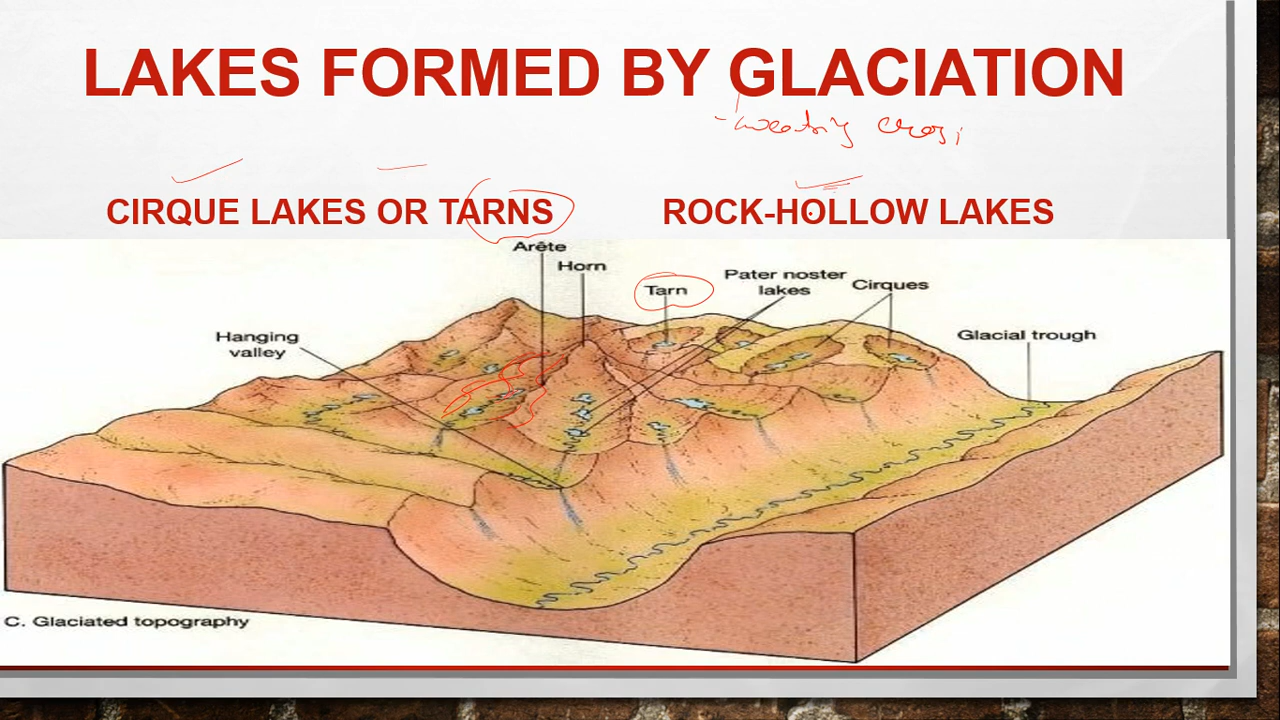 LAKES FORMED BY GLACIATION
CIRQUE LAKES OR TARNS
ROCK-HOLLOW LAKES
Arête
Horn
Tarn
Pater noster
lakes
Cirques
Hanging
valley
Glacial trough
C. Glaciated topography